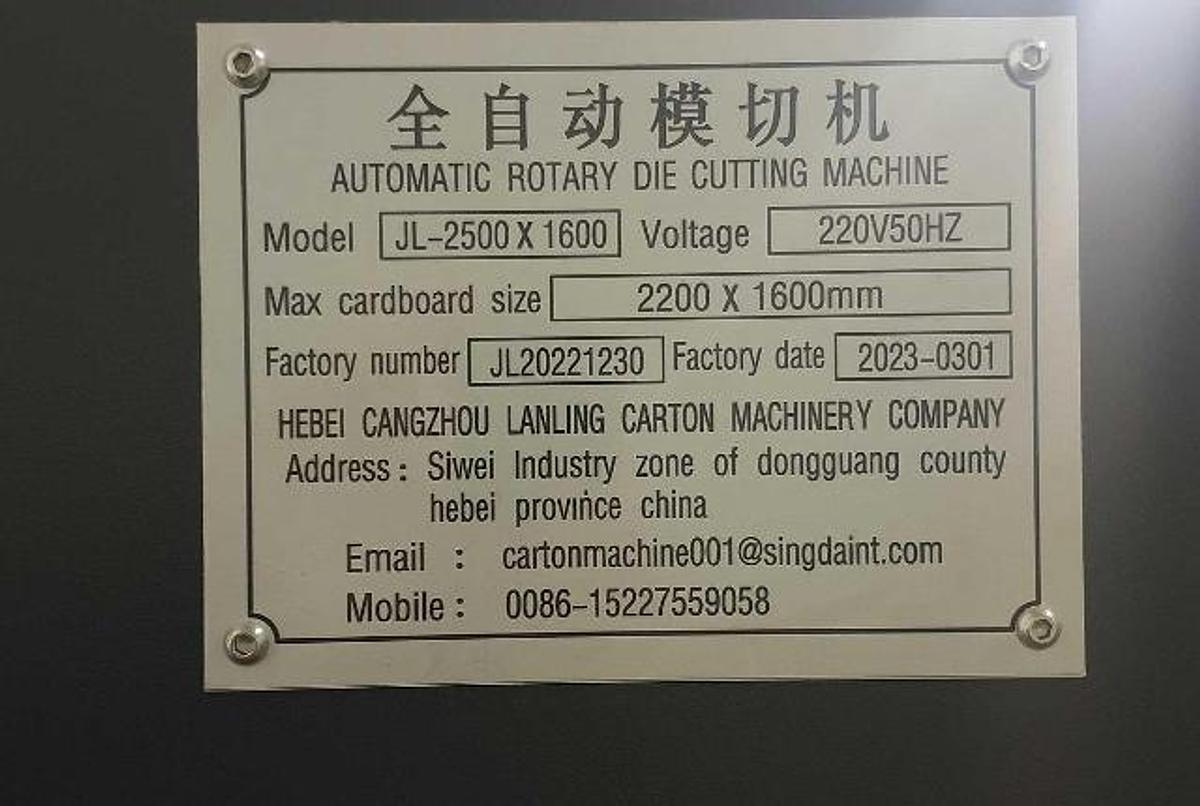 全自动模切机
AUTOMATIC ROTARY DIE CUTTING MACHINE
Model JL-2500 X 1600 Voltage 220V50HZ
Max cardboard size 2200 X 1600mm
Factory number JL20221230 Factory date 2023-0301
HEBEI CANGZHOU LANLING CARTON MACHINERY COMPANY
Address: Siwei Industry zone of dongguang county
hebei province china
Email : cartonmachine001@singdaint.com
Mobile: 0086-15227559058